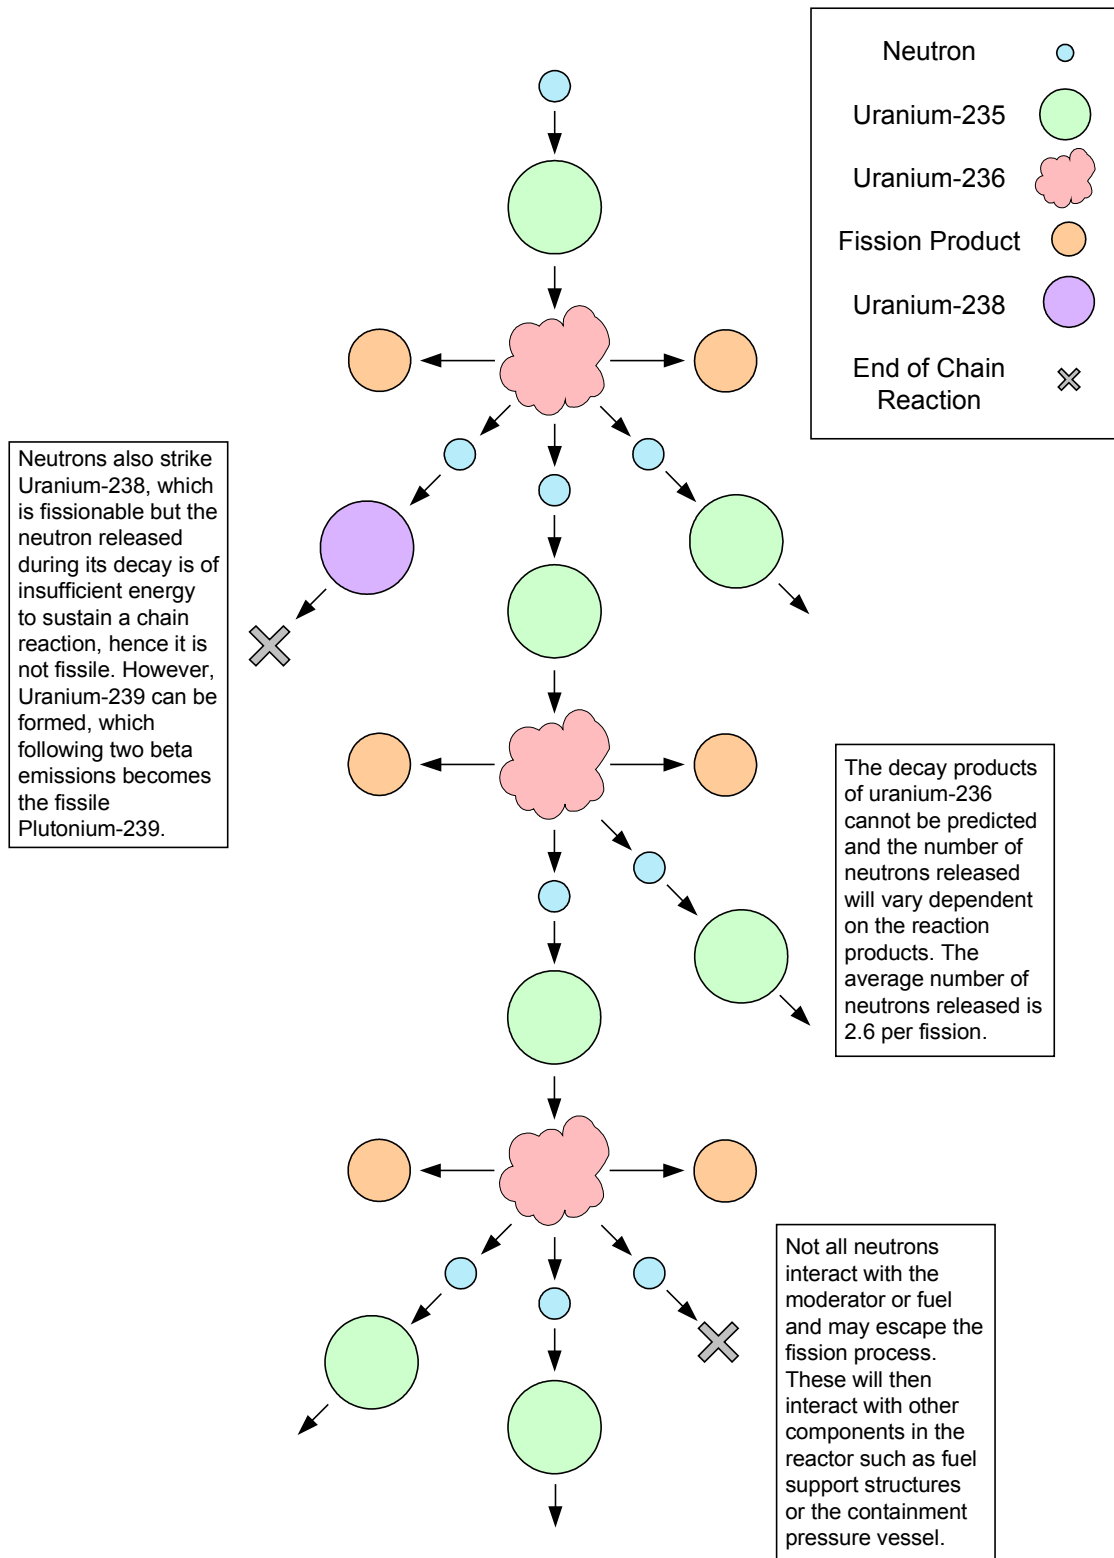 Neutron
Uranium-235
Uranium-236
Fission Product
Uranium-238
End of Chain
Reaction
Neutrons also strike
Uranium-238, which
is fissionable but the
neutron released
during its decay is of
insufficient energy
to sustain a chain
reaction, hence it is
not fissile. However,
Uranium-239 can be
formed, which
following two beta
emissions becomes
the fissile
Plutonium-239.
The decay products
of uranium-236
cannot be predicted
and the number of
neutrons released
will vary dependent
on the reaction
products. The
average number of
neutrons released is
2.6 per fission.
Not all neutrons
interact with the
moderator or fuel
and may escape the
fission process.
These will then
interact with other
components in the
reactor such as fuel
support structures
or the containment
pressure vessel.